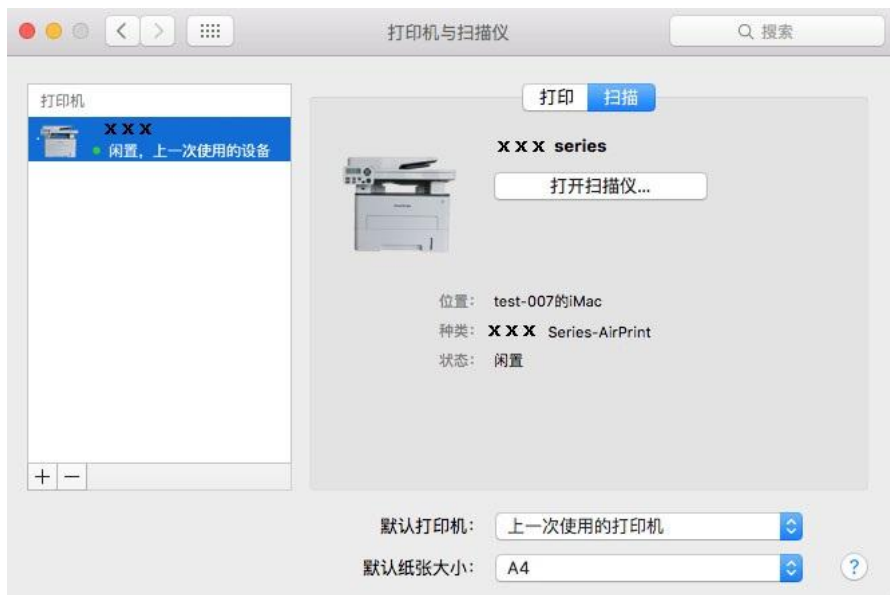 打印机与扫描仪
搜索
打印机
X X X
闲置，上一次使用的设备
打印 扫描
X X X series
打开扫描仪...
位置： test-007的iMac
种类： X X X Series-AirPrint
状态： 闲置
+ −
默认打印机： 上一次使用的打印机
默认纸张大小： A4
?